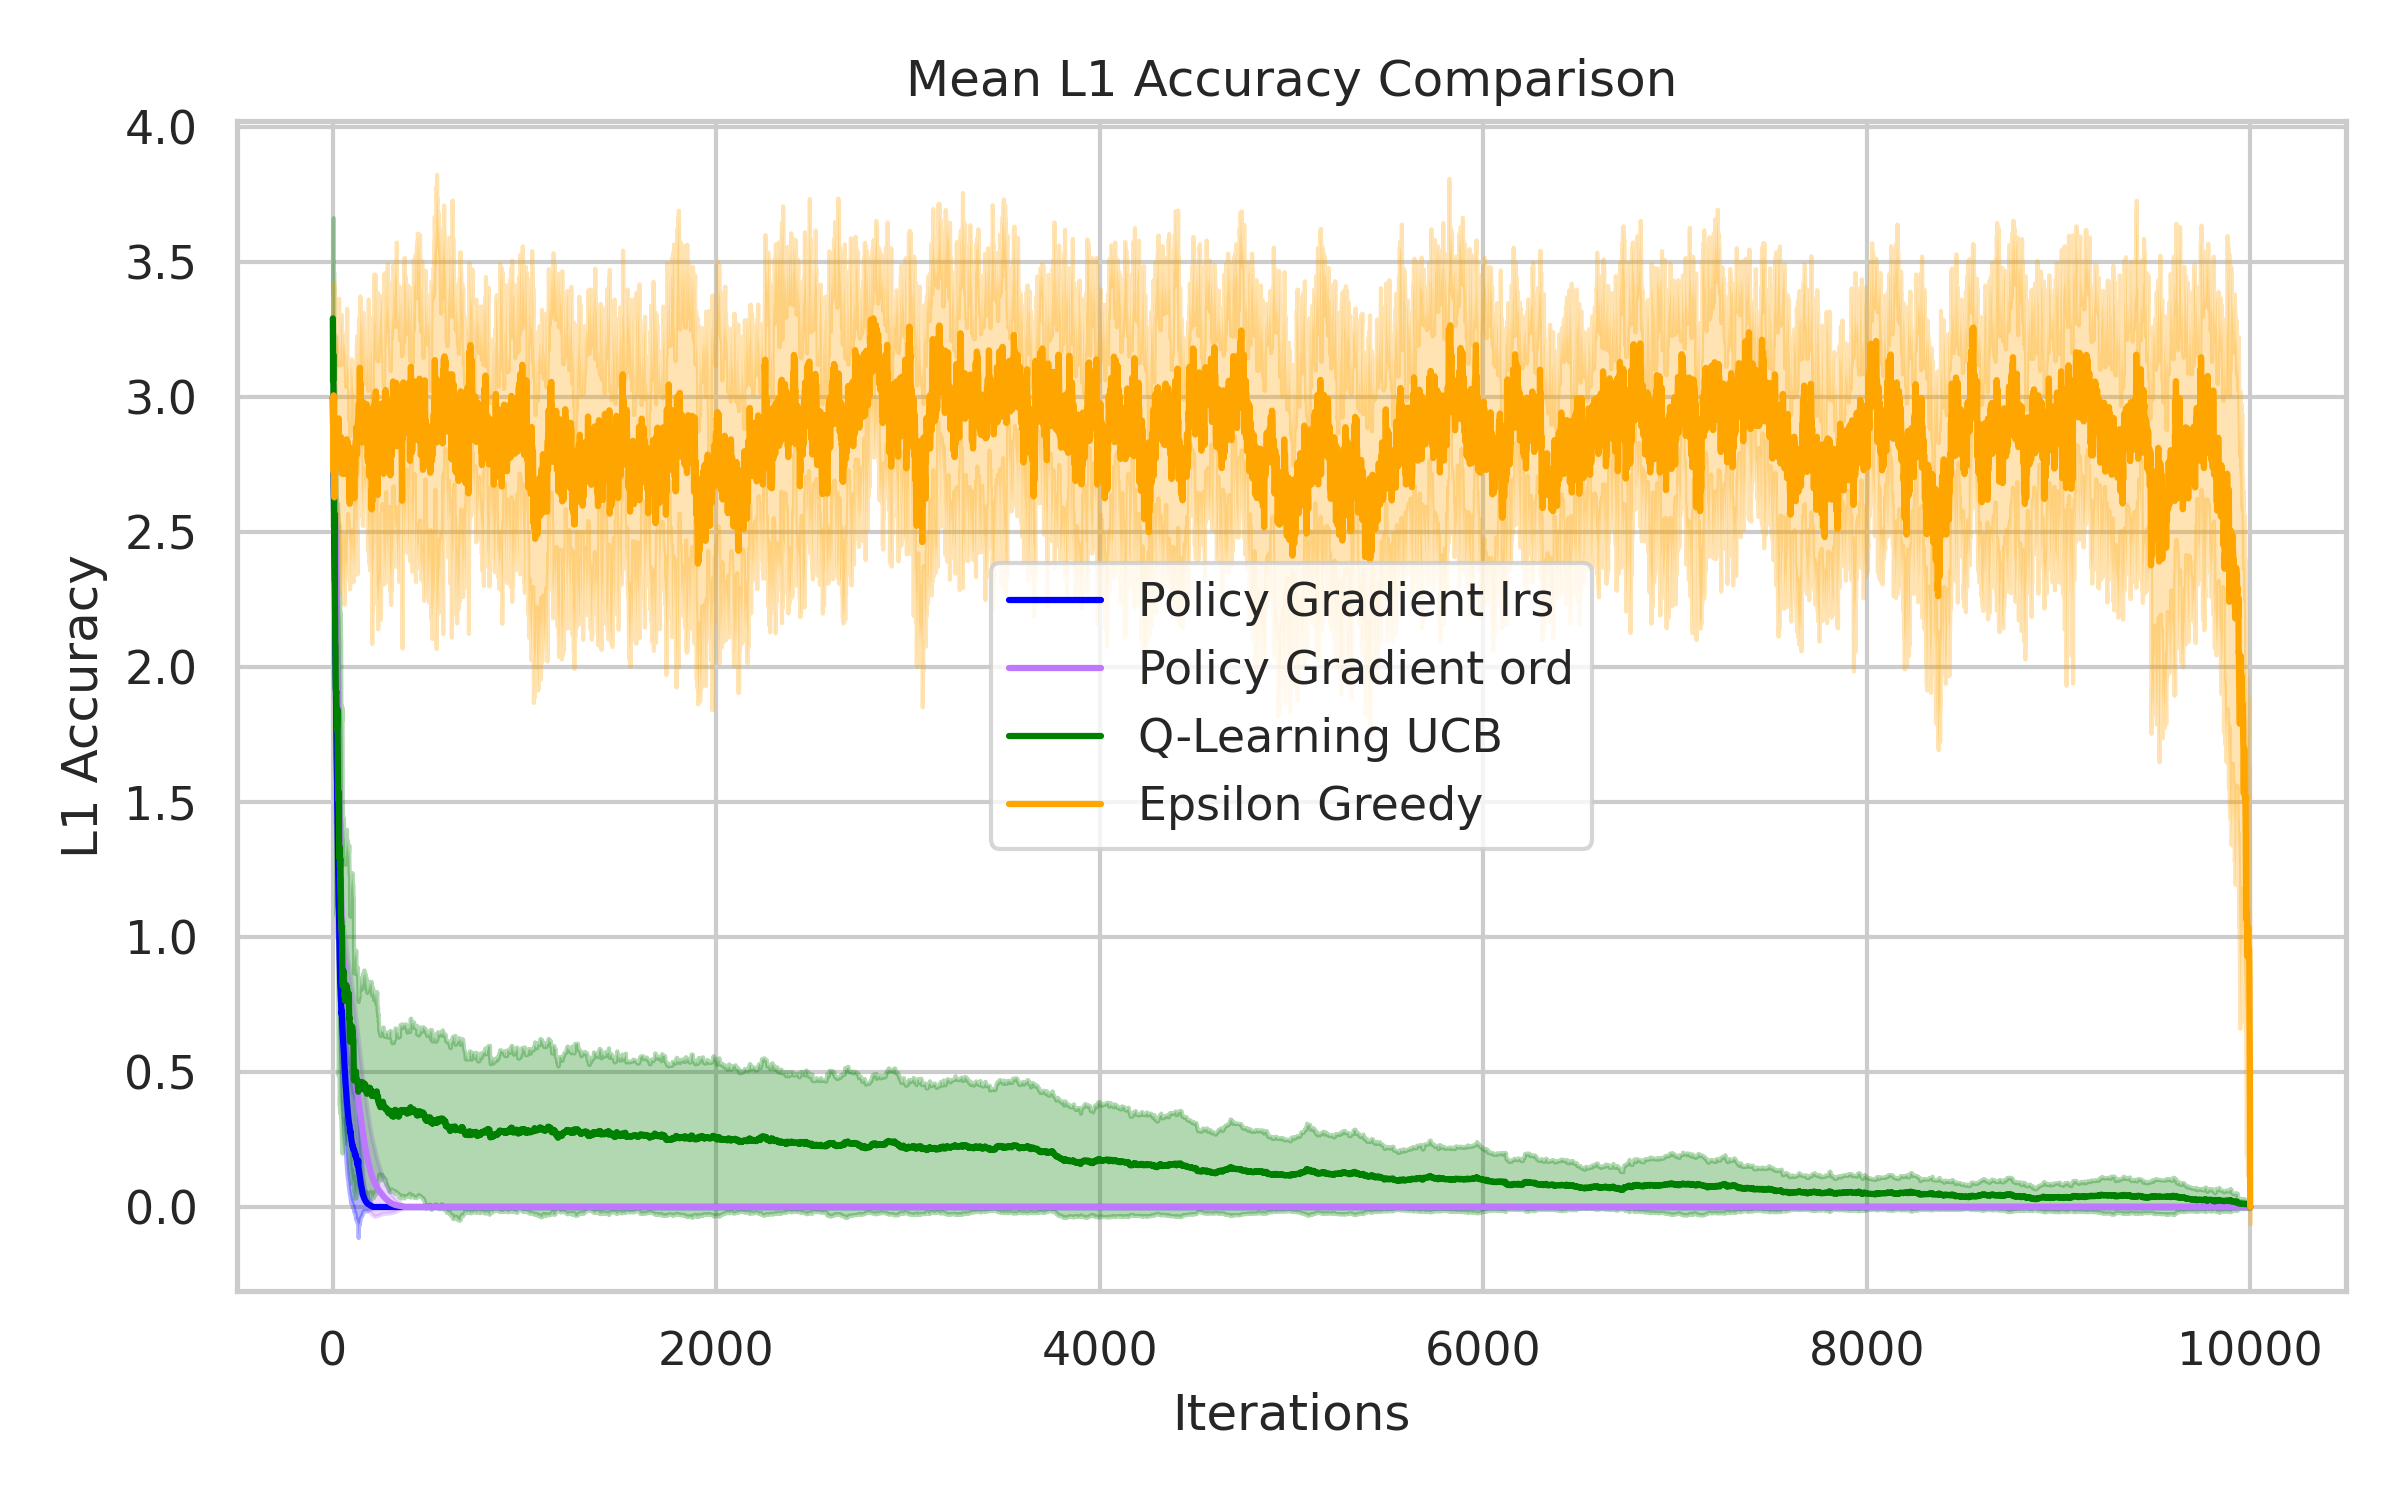 Mean L1 Accuracy Comparison
4.0
3.5
3.0
2.5
2.0
1.5
1.0
0.5
0.0
L1 Accuracy
Policy Gradient lrs
Policy Gradient ord
Q-Learning UCB
Epsilon Greedy
0 2000 4000 6000 8000 10000
Iterations